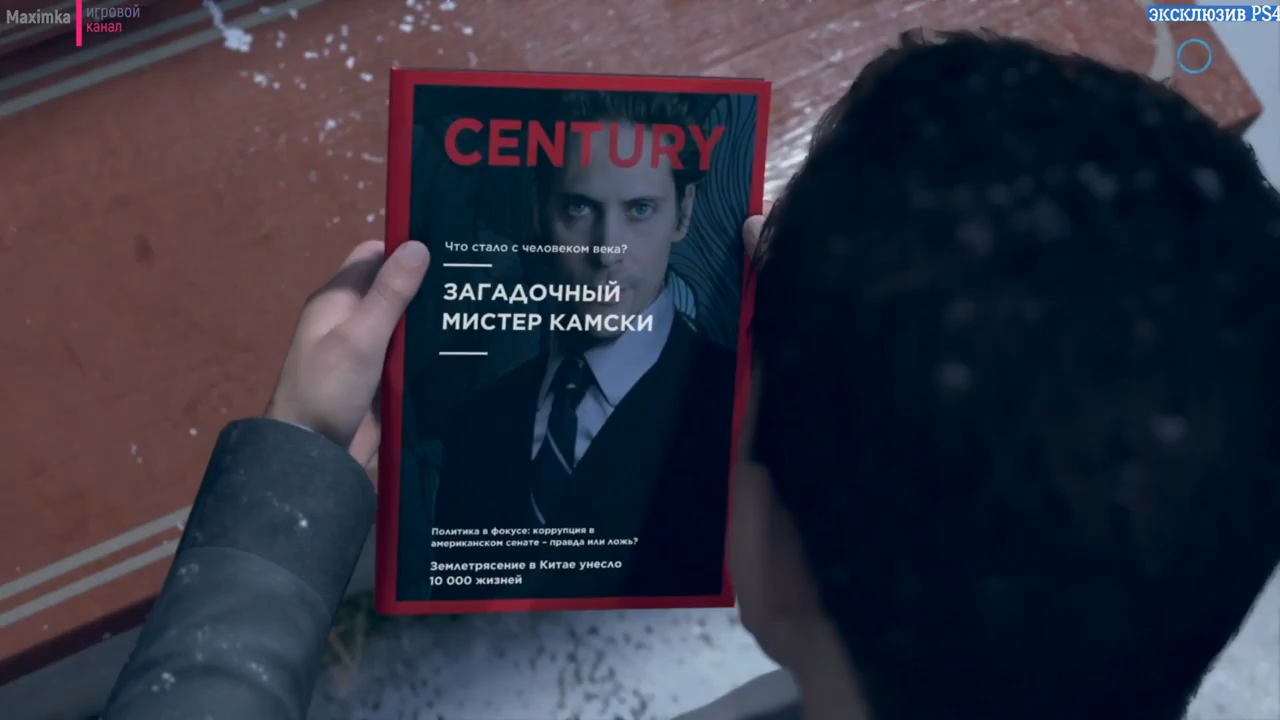 Maximka
игровой
канал
эксклюзив PS4
CENTURY
Что стало с человеком века?
ЗАГАДОЧНЫЙ
МИСТЕР КАМСКИ
Политика в фокусе: коррупция в
американском сенате – правда или ложь?
Землетрясение в Китае унесло
10 000 жизней